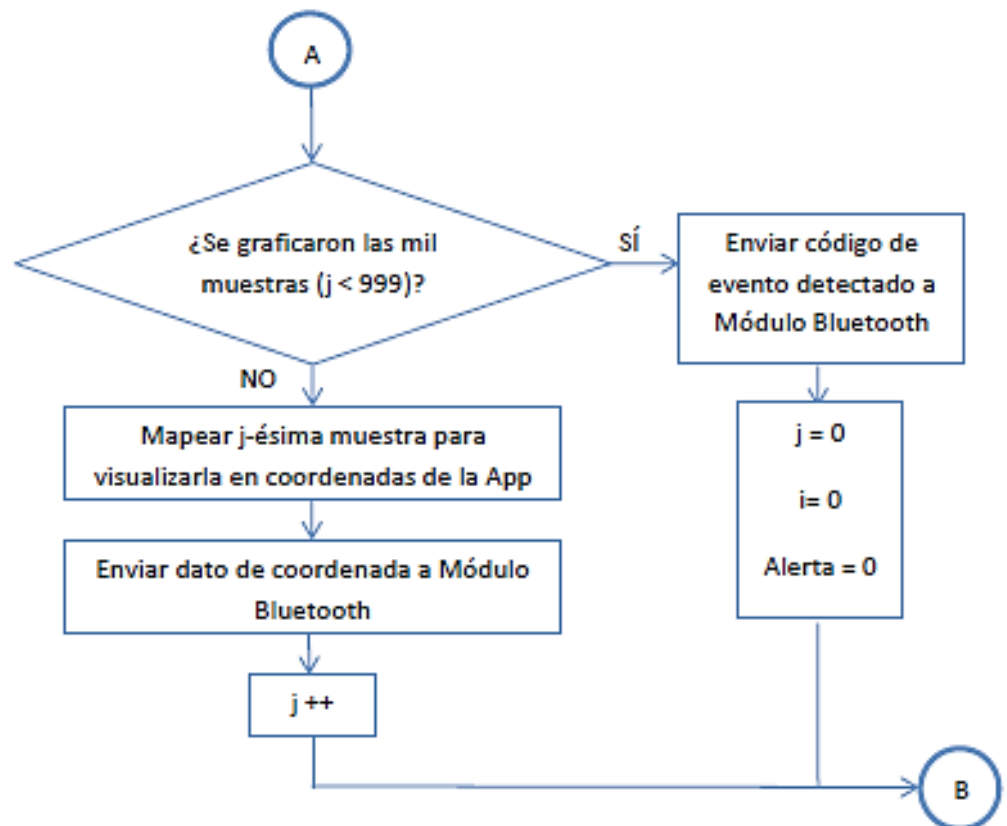 A
¿Se graficaron las mil
muestras (j < 999)?
SÍ
Enviar código de
evento detectado a
Módulo Bluetooth
NO
Mapear j-ésima muestra para
visualizarla en coordenadas de la App
j = 0
i= 0
Alerta = 0
Enviar dato de coordenada a Módulo
Bluetooth
j ++
B